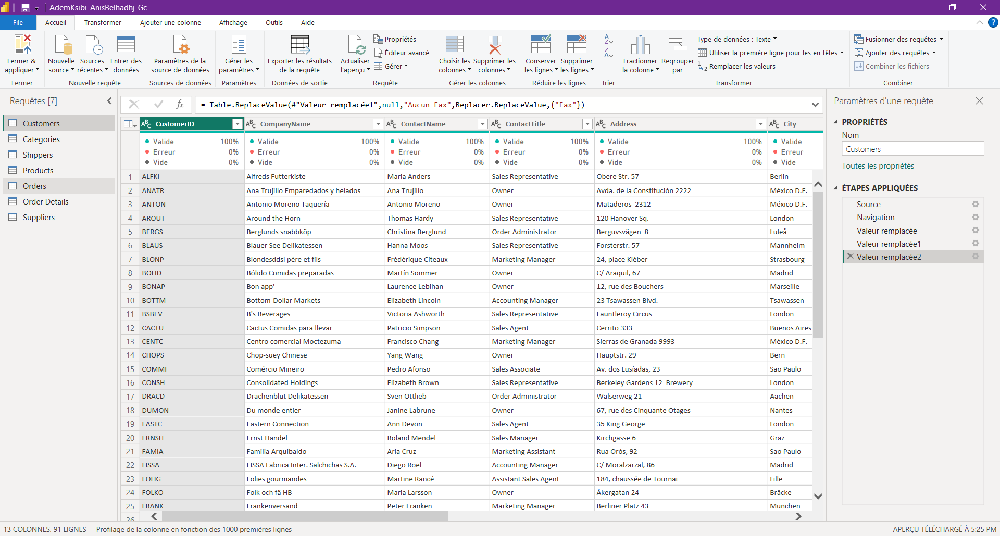 AdemKsibi_AnisBelhadhj_Gc
File Accueil Transformer Ajouter une colonne Affichage Outils Aide
Fermer & appliquer
Fermer
Nouvelle source
Sources récentes
Entrer des données
Nouvelle requête
Paramètres de la source de données
Sources de données
Gérer les paramètres
Paramètres
Exporter les résultats de la requête
Données de sortie
Actualiser l'aperçu
Propriétés
Éditeur avancé
Gérer
Requête
Choisir les colonnes
Supprimer les colonnes
Gérer les colonnes
Conserver les lignes
Supprimer les lignes
Réduire les lignes
Trier
Fractionner la colonne
Regrouper par
Type de données : Texte
Utiliser la première ligne pour les en-têtes
Remplacer les valeurs
Transformer
Fusionner des requêtes
Ajouter des requêtes
Combiner les fichiers
Combiner
Requêtes [7]
Customers
Categories
Shippers
Products
Orders
Order Details
Suppliers
fx = Table.ReplaceValue(#"Valeur remplacée1",null,"Aucun Fax",Replacer.ReplaceValue,{"Fax"})
CustomerID CompanyName ContactName ContactTitle Address City
Valide 100% Valide 100% Valide 100% Valide 100% Valide 100% Valide
Erreur 0% Erreur 0% Erreur 0% Erreur 0% Erreur 0% Erreur
Vide 0% Vide 0% Vide 0% Vide 0% Vide 0% Vide
1 ALFKI Alfreds Futterkiste Maria Anders Sales Representative Obere Str. 57 Berlin
2 ANATR Ana Trujillo Emparedados y helados Ana Trujillo Owner Avda. de la Constitución 2222 México D.F.
3 ANTON Antonio Moreno Taquería Antonio Moreno Owner Mataderos  2312 México D.F.
4 AROUT Around the Horn Thomas Hardy Sales Representative 120 Hanover Sq. London
5 BERGS Berglunds snabbköp Christina Berglund Order Administrator Berguvsvägen  8 Luleå
6 BLAUS Blauer See Delikatessen Hanna Moos Sales Representative Forsterstr. 57 Mannheim
7 BLONP Blondesddsl père et fils Frédérique Citeaux Marketing Manager 24, place Kléber Strasbourg
8 BOLID Bólido Comidas preparadas Martín Sommer Owner C/ Araquil, 67 Madrid
9 BONAP Bon app' Laurence Lebihan Owner 12, rue des Bouchers Marseille
10 BOTTM Bottom-Dollar Markets Elizabeth Lincoln Accounting Manager 23 Tsawassen Blvd. Tsawassen
11 BSBEV B's Beverages Victoria Ashworth Sales Representative Fauntleroy Circus London
12 CACTU Cactus Comidas para llevar Patricio Simpson Sales Agent Cerrito 333 Buenos Aires
13 CENTC Centro comercial Moctezuma Francisco Chang Marketing Manager Sierras de Granada 9993 México D.F.
14 CHOPS Chop-suey Chinese Yang Wang Owner Hauptstr. 29 Bern
15 COMMI Comércio Mineiro Pedro Afonso Sales Associate Av. dos Lusíadas, 23 Sao Paulo
16 CONSH Consolidated Holdings Elizabeth Brown Sales Representative Berkeley Gardens 12  Brewery London
17 DRACD Drachenblut Delikatessen Sven Ottlieb Order Administrator Walserweg 21 Aachen
18 DUMON Du monde entier Janine Labrune Owner 67, rue des Cinquante Otages Nantes
19 EASTC Eastern Connection Ann Devon Sales Agent 35 King George London
20 ERNSH Ernst Handel Roland Mendel Sales Manager Kirchgasse 6 Graz
21 FAMIA Familia Arquibaldo Aria Cruz Marketing Assistant Rua Orós, 92 Sao Paulo
22 FISSA FISSA Fabrica Inter. Salchichas S.A. Diego Roel Accounting Manager C/ Moralzarzal, 86 Madrid
23 FOLIG Folies gourmandes Martine Rancé Assistant Sales Agent 184, chaussée de Tournai Lille
24 FOLKO Folk och fä HB Maria Larsson Owner Åkergatan 24 Bräcke
25 FRANK Frankenversand Peter Franken Marketing Manager Berliner Platz 43 München
26
Paramètres d'une requête
PROPRIÉTÉS
Nom
Customers
Toutes les propriétés
ÉTAPES APPLIQUÉES
Source
Navigation
Valeur remplacée
Valeur remplacée1
Valeur remplacée2
13 COLONNES, 91 LIGNES Profilage de la colonne en fonction des 1000 premières lignes APERÇU TÉLÉCHARGÉ À 5:25 PM